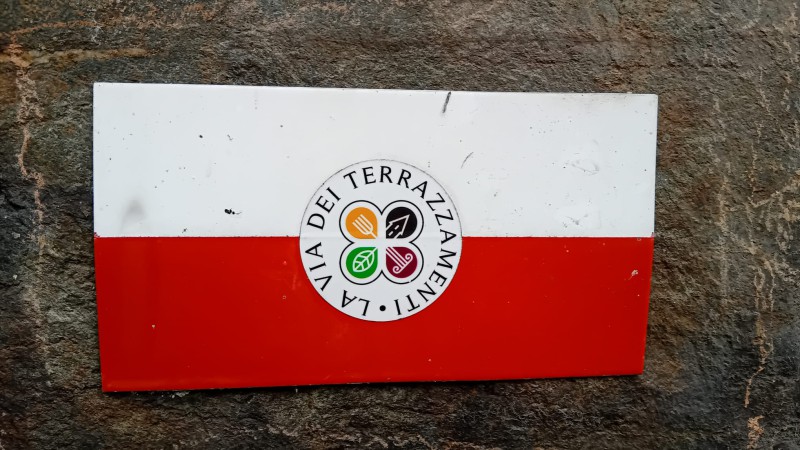 LA VIA DEI TERRAZZAMENTI •